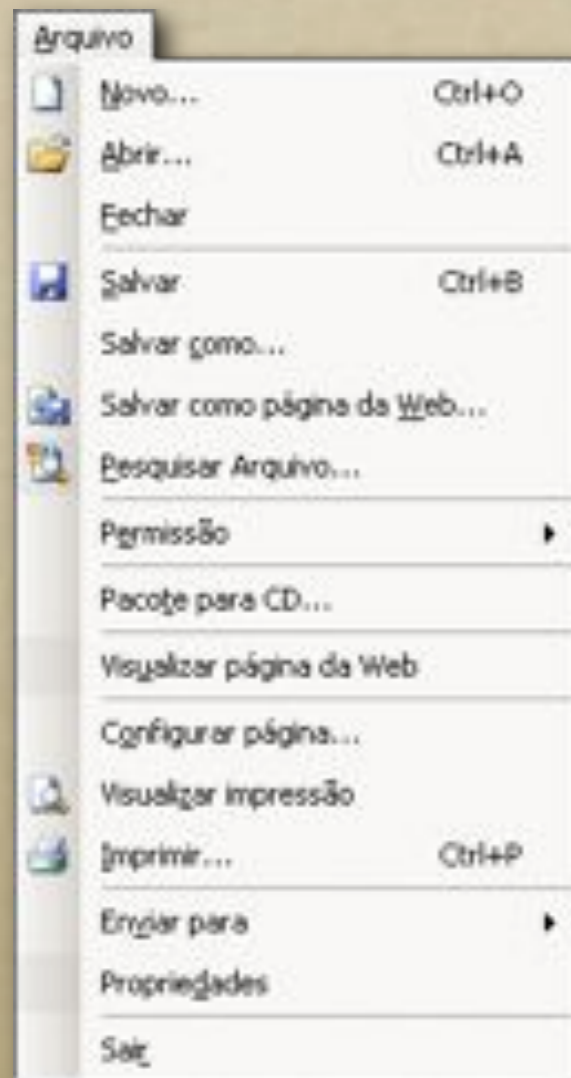 Arquivo
Novo... Ctrl+O
Abrir... Ctrl+A
Fechar
Salvar Ctrl+B
Salvar como...
Salvar como página da Web...
Pesquisar Arquivo...
Permissão
Pacote para CD...
Visualizar página da Web
Configurar página...
Visualizar impressão
Imprimir... Ctrl+P
Enviar para
Propriedades
Sair